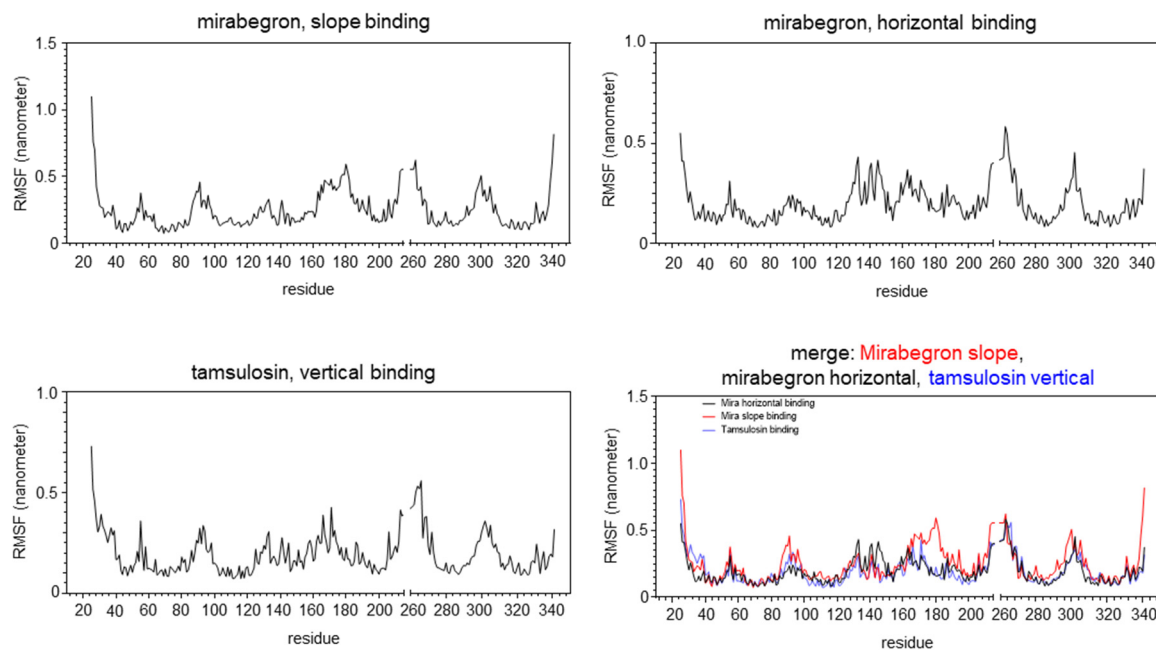 mirabegron, slope binding
1.5
1.0
0.5
0
RMSF (nanometer)
20 40 60 80 100 120 140 160 180 200 260 280 300 320 340
residue
mirabegron, horizontal binding
1.0
0.5
0
RMSF (nanometer)
20 40 60 80 100 120 140 160 180 200 260 280 300 320 340
residue
tamsulosin, vertical binding
1.0
0.5
0
RMSF (nanometer)
20 40 60 80 100 120 140 160 180 200 260 280 300 320 340
residue
merge: Mirabegron slope,
mirabegron horizontal, tamsulosin vertical
1.5
1.0
0.5
0
RMSF (nanometer)
Mira horizontal binding
Mira slope binding
Tamsulosin binding
20 40 60 80 100 120 140 160 180 200 260 280 300 320 340
residue